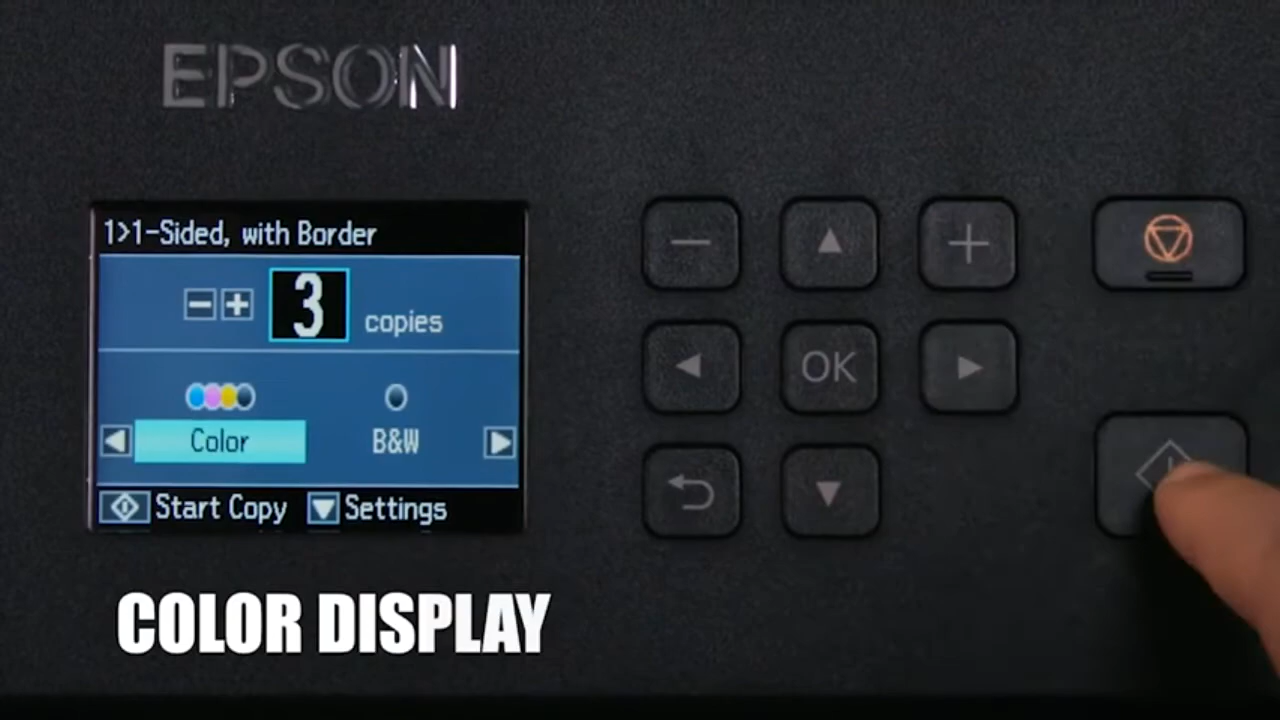 EPSON
1>1-Sided, with Border
3 copies
Color B&W
Start Copy Settings
OK
COLOR DISPLAY